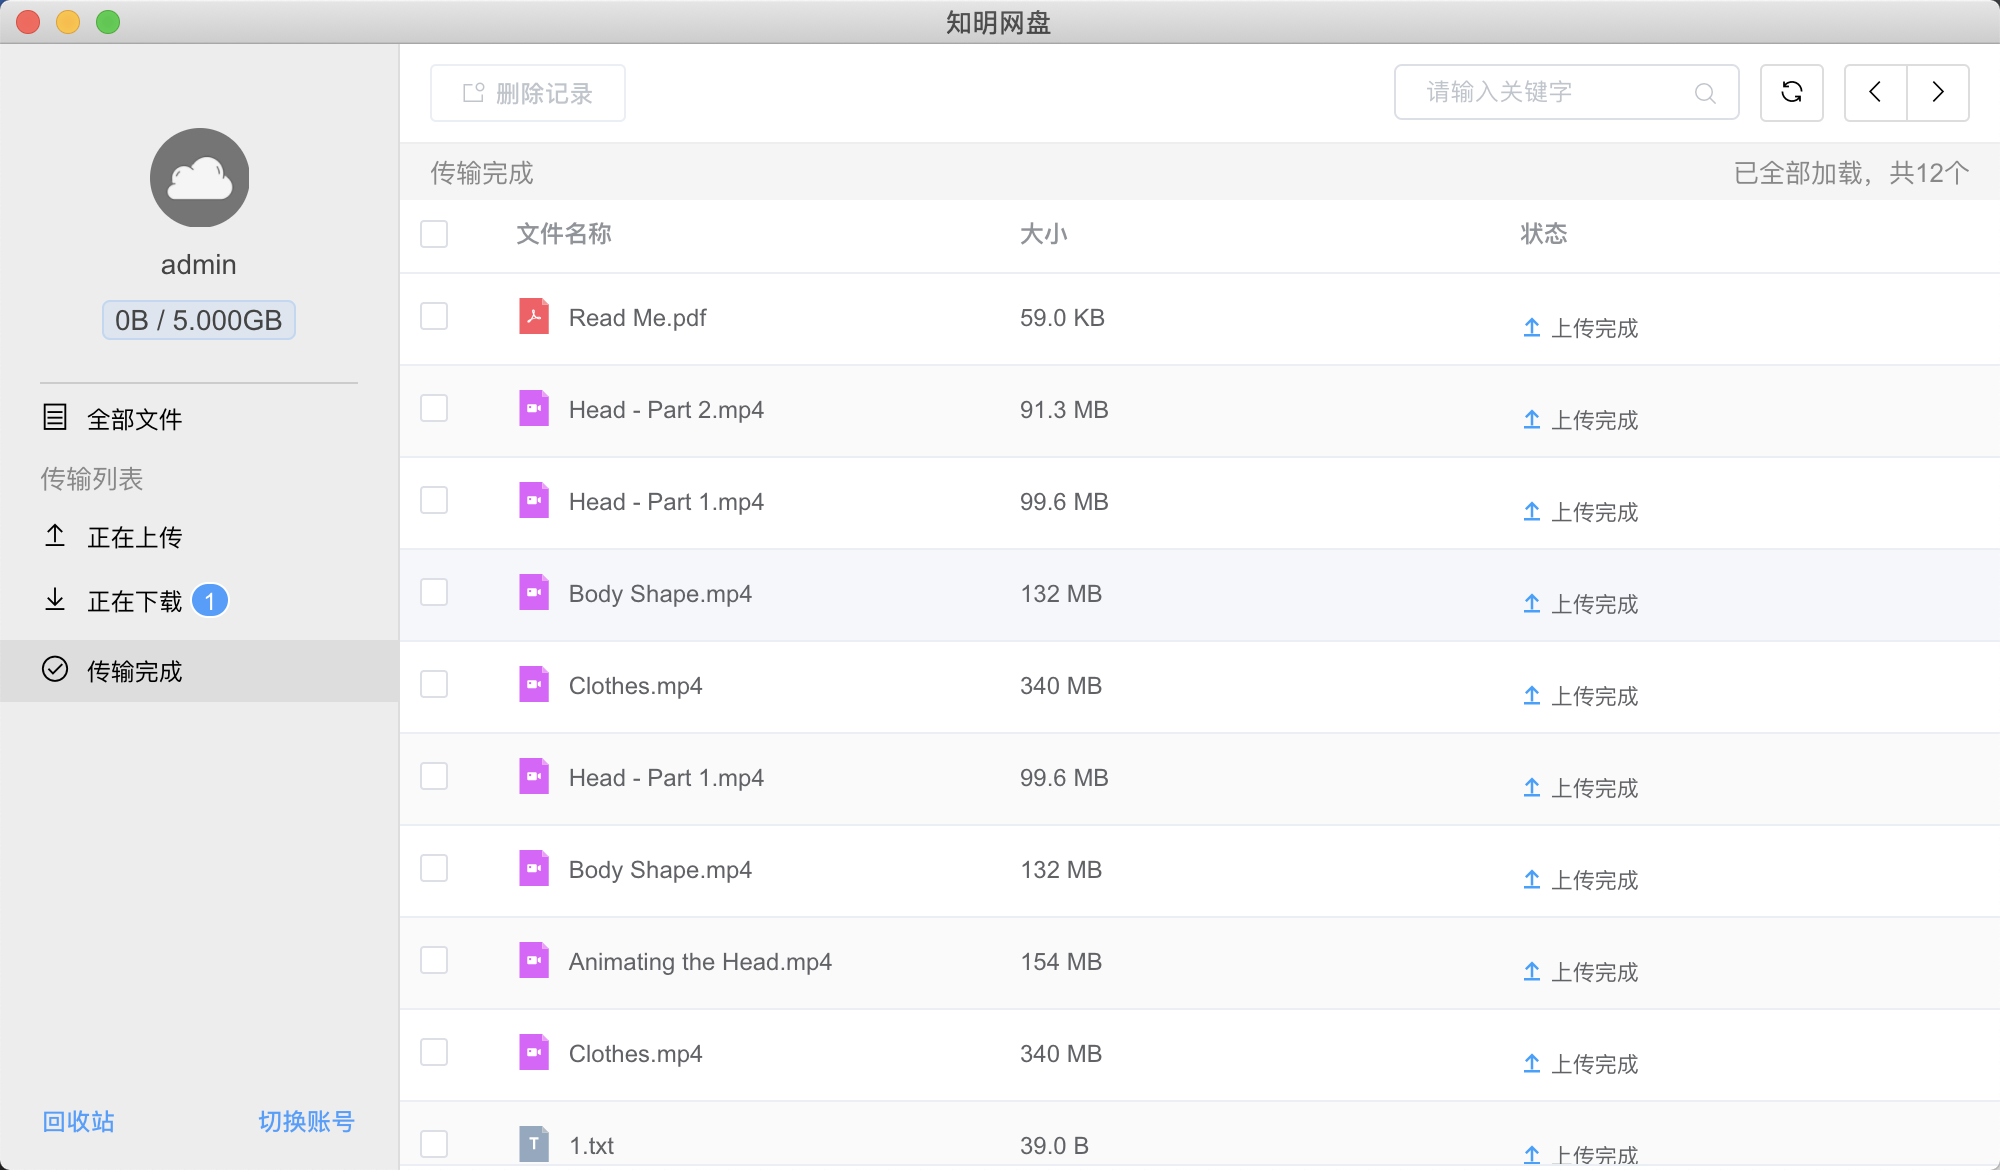 知明网盘
admin
0B / 5.000GB
全部文件
传输列表
正在上传
正在下载 1
传输完成
回收站
切换账号
删除记录
请输入关键字
传输完成
已全部加载，共12个
文件名称 大小 状态
Read Me.pdf 59.0 KB 上传完成
Head - Part 2.mp4 91.3 MB 上传完成
Head - Part 1.mp4 99.6 MB 上传完成
Body Shape.mp4 132 MB 上传完成
Clothes.mp4 340 MB 上传完成
Head - Part 1.mp4 99.6 MB 上传完成
Body Shape.mp4 132 MB 上传完成
Animating the Head.mp4 154 MB 上传完成
Clothes.mp4 340 MB 上传完成
T 1.txt 39.0 B 上传完成